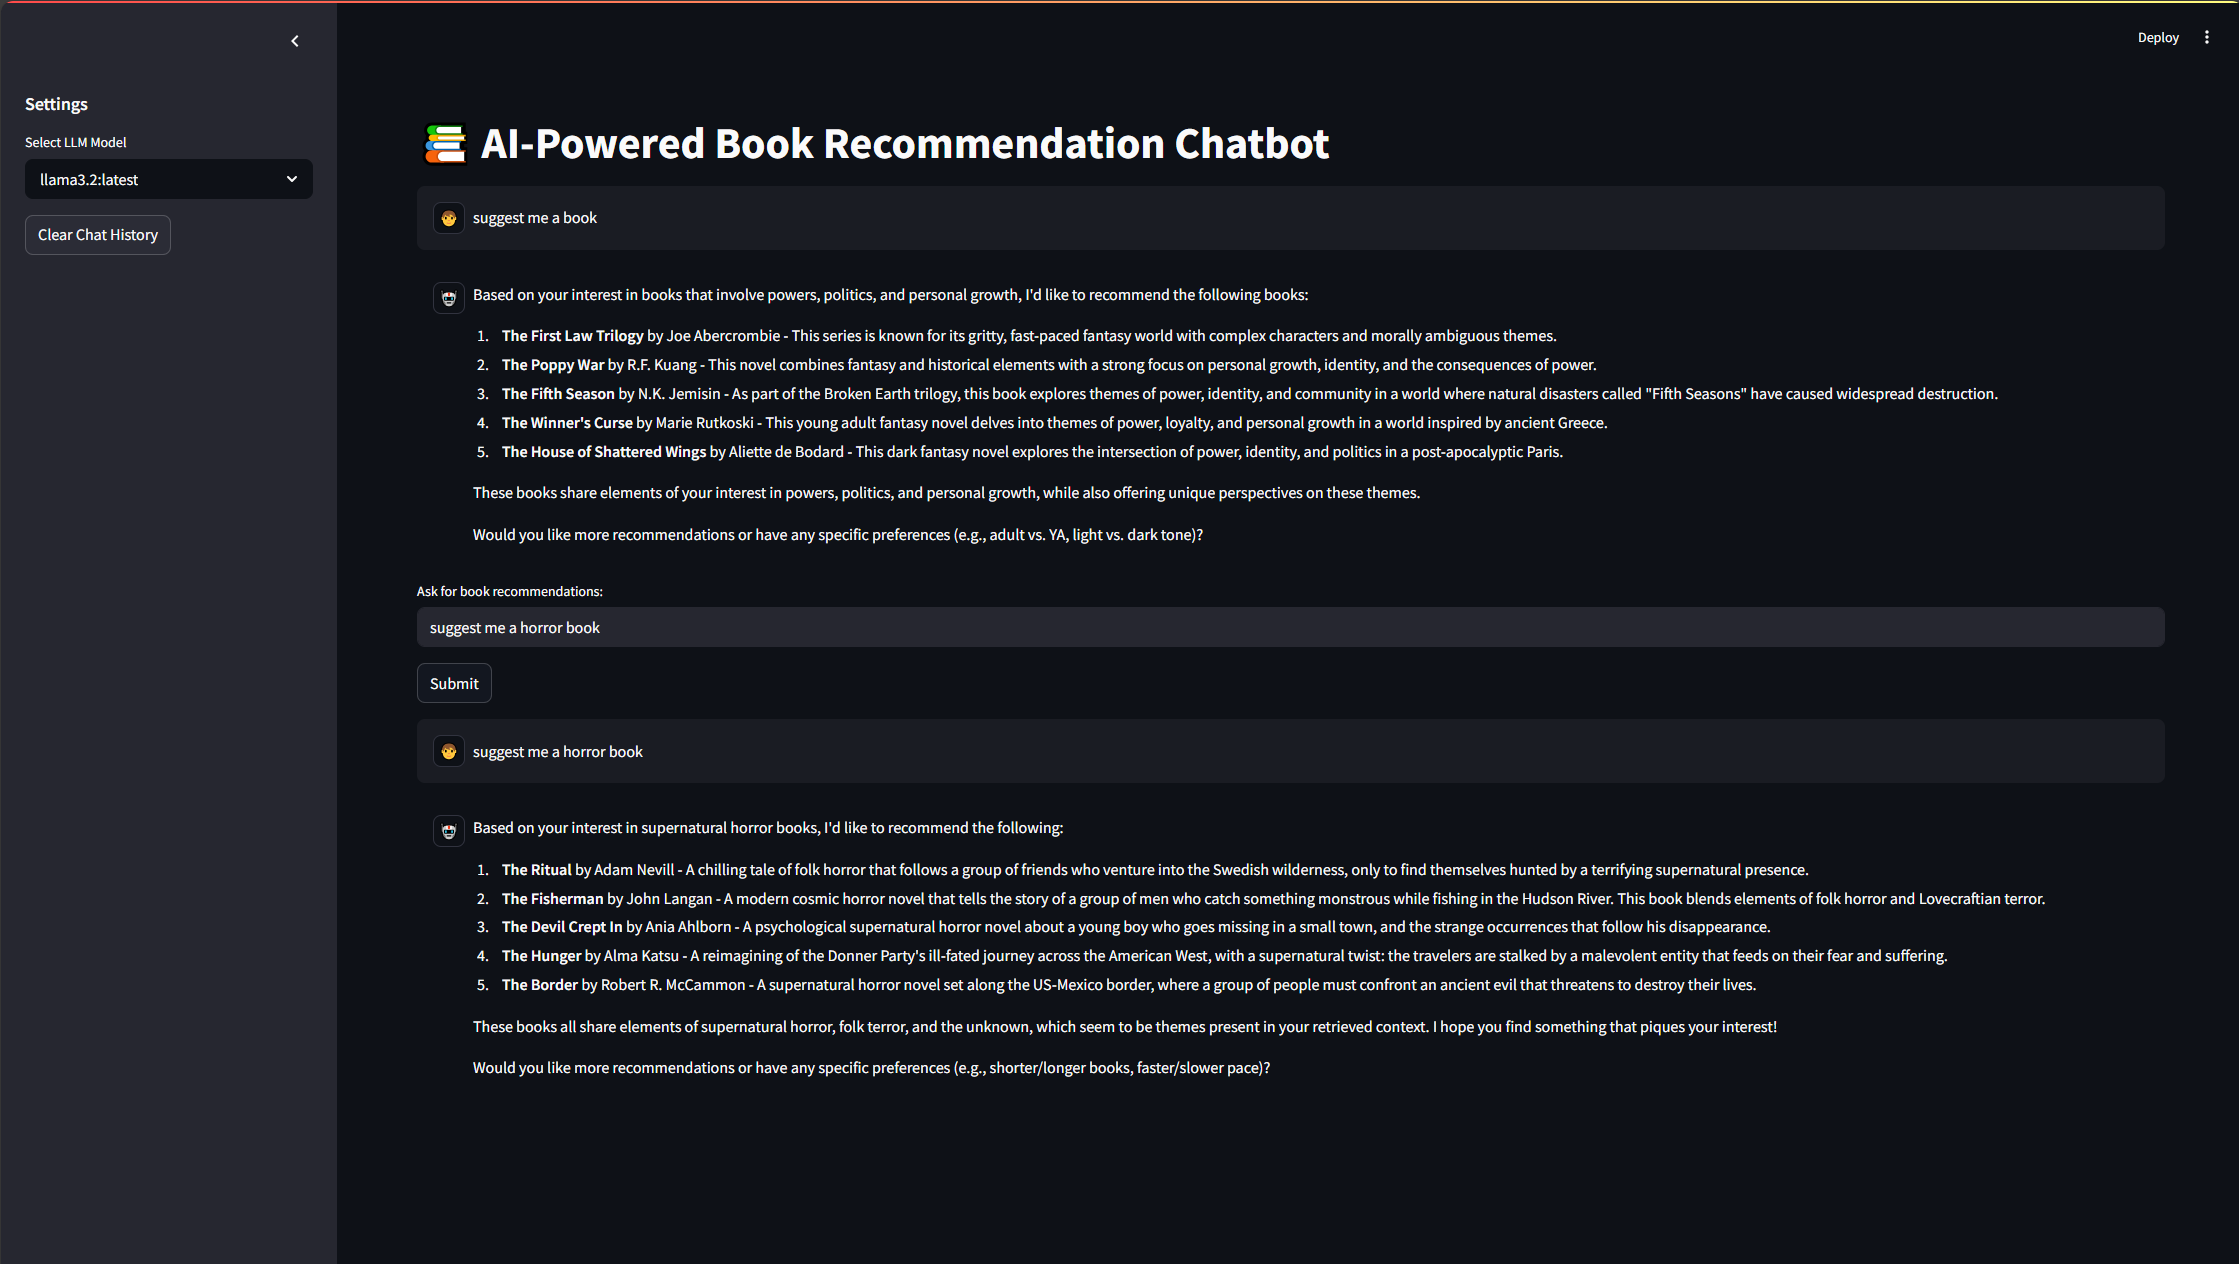 Deploy
Settings
Select LLM Model
llama3.2:latest
Clear Chat History
AI-Powered Book Recommendation Chatbot
suggest me a book
Based on your interest in books that involve powers, politics, and personal growth, I'd like to recommend the following books:
1. The First Law Trilogy by Joe Abercrombie - This series is known for its gritty, fast-paced fantasy world with complex characters and morally ambiguous themes.
2. The Poppy War by R.F. Kuang - This novel combines fantasy and historical elements with a strong focus on personal growth, identity, and the consequences of power.
3. The Fifth Season by N.K. Jemisin - As part of the Broken Earth trilogy, this book explores themes of power, identity, and community in a world where natural disasters called "Fifth Seasons" have caused widespread destruction.
4. The Winner's Curse by Marie Rutkoski - This young adult fantasy novel delves into themes of power, loyalty, and personal growth in a world inspired by ancient Greece.
5. The House of Shattered Wings by Aliette de Bodard - This dark fantasy novel explores the intersection of power, identity, and politics in a post-apocalyptic Paris.
These books share elements of your interest in powers, politics, and personal growth, while also offering unique perspectives on these themes.
Would you like more recommendations or have any specific preferences (e.g., adult vs. YA, light vs. dark tone)?
Ask for book recommendations:
suggest me a horror book
Submit
suggest me a horror book
Based on your interest in supernatural horror books, I'd like to recommend the following:
1. The Ritual by Adam Nevill - A chilling tale of folk horror that follows a group of friends who venture into the Swedish wilderness, only to find themselves hunted by a terrifying supernatural presence.
2. The Fisherman by John Langan - A modern cosmic horror novel that tells the story of a group of men who catch something monstrous while fishing in the Hudson River. This book blends elements of folk horror and Lovecraftian terror.
3. The Devil Crept In by Ania Ahlborn - A psychological supernatural horror novel about a young boy who goes missing in a small town, and the strange occurrences that follow his disappearance.
4. The Hunger by Alma Katsu - A reimagining of the Donner Party's ill-fated journey across the American West, with a supernatural twist: the travelers are stalked by a malevolent entity that feeds on their fear and suffering.
5. The Border by Robert R. McCammon - A supernatural horror novel set along the US-Mexico border, where a group of people must confront an ancient evil that threatens to destroy their lives.
These books all share elements of supernatural horror, folk terror, and the unknown, which seem to be themes present in your retrieved context. I hope you find something that piques your interest!
Would you like more recommendations or have any specific preferences (e.g., shorter/longer books, faster/slower pace)?